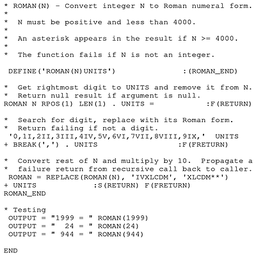 * ROMAN(N) - Convert integer N to Roman numeral form.
*
*   N must be positive and less than 4000.
*
*   An asterisk appears in the result if N >= 4000.
*
*   The function fails if N is not an integer.

 DEFINE('ROMAN(N)UNITS') :(ROMAN_END)

*   Get rightmost digit to UNITS and remove it from N.
*   Return null result if argument is null.
ROMAN N RPOS(1) LEN(1) . UNITS = :F(RETURN)

*   Search for digit, replace with its Roman form.
*   Return failing if not a digit.
 '0,1I,2II,3III,4IV,5V,6VI,7VII,8VIII,9IX,' UNITS
+ BREAK(',') . UNITS :F(FRETURN)

*   Convert rest of N and multiply by 10. Propagate a
*   failure return from recursive call back to caller.
 ROMAN = REPLACE(ROMAN(N), 'IVXLCDM', 'XLCDM**')
+ UNITS :S(RETURN) F(FRETURN)
ROMAN_END

* Testing
 OUTPUT = "1999 = " ROMAN(1999)
 OUTPUT = "  24 = " ROMAN(24)
 OUTPUT = " 944 = " ROMAN(944)

END